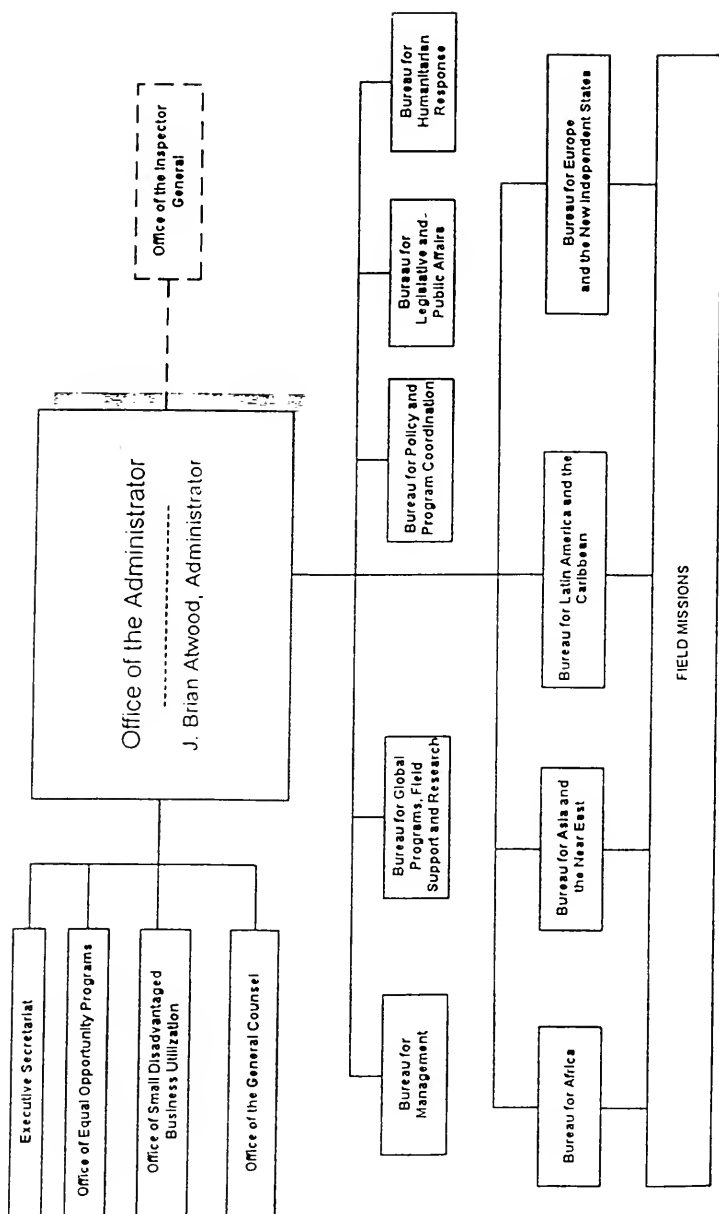 Executive Secretariat
Office of Equal Opportunity Programs
Office of Small Disadvantaged
Business Utilization
Office of the General Counsel
Office of the Administrator
J. Brian Atwood, Administrator
Office of the Inspector
General
Bureau for
Management
Bureau for Global
Programs, Field
Support and Research
Bureau for Policy and
Program Coordination
Bureau for
Legislative and
Public Affairs
Bureau for
Humanitarian
Response
Bureau for Africa
Bureau for Asia and
the Near East
Bureau for Latin America and the
Caribbean
Bureau for Europe
and the New Independent States
FIELD MISSIONS